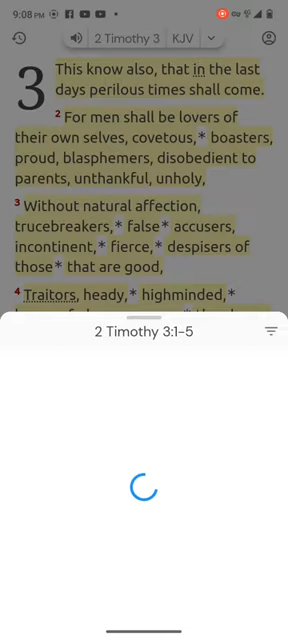 9:08 PM
2 Timothy 3 KJV
3 This know also, that in the last
days perilous times shall come.
2 For men shall be lovers of
their own selves, covetous,* boasters,
proud, blasphemers, disobedient to
parents, unthankful, unholy,
3 Without natural affection,
trucebreakers,* false* accusers,
incontinent,* fierce,* despisers of
those* that are good,
4 Traitors, heady,* highminded,*
2 Timothy 3:1-5